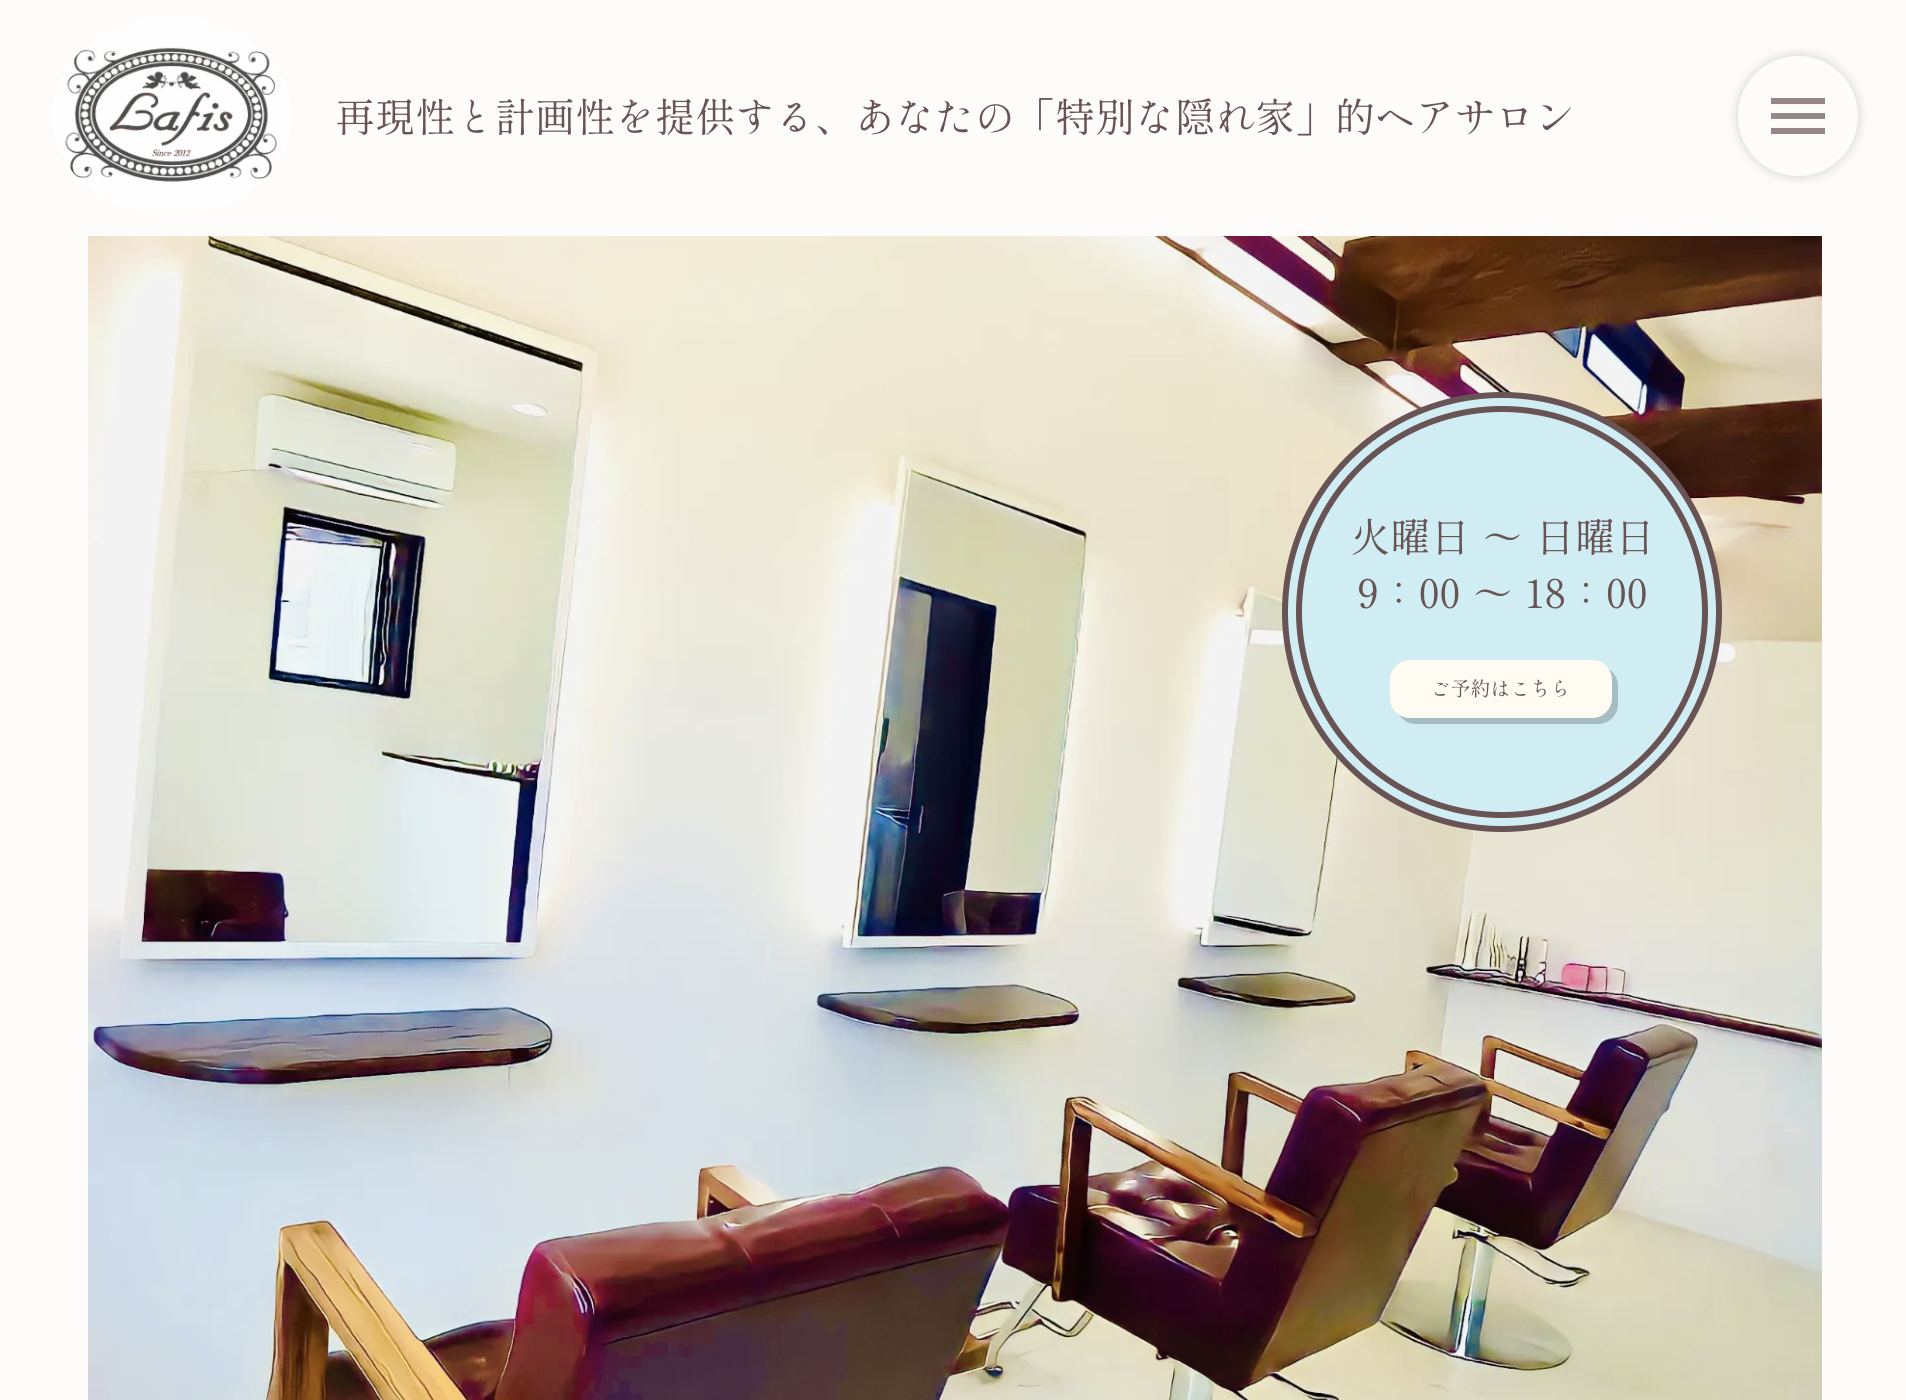 Bafis
Since 2012
再現性と計画性を提供する、あなたの「特別な隠れ家」的ヘアサロン
火曜日 〜 日曜日
9：00 〜 18：00
ご予約はこちら